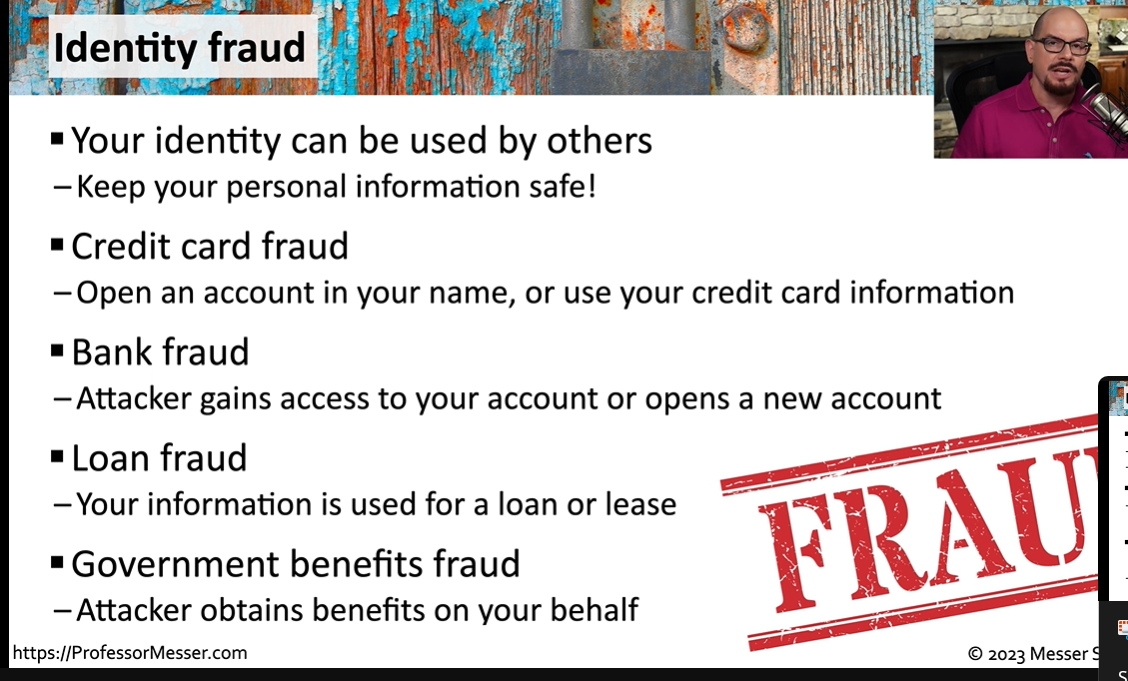 Identity fraud
▪ Your identity can be used by others
– Keep your personal information safe!
▪ Credit card fraud
– Open an account in your name, or use your credit card information
▪ Bank fraud
– Attacker gains access to your account or opens a new account
▪ Loan fraud
– Your information is used for a loan or lease
▪ Government benefits fraud
– Attacker obtains benefits on your behalf
FRAU
https://ProfessorMesser.com
© 2023 Messer S